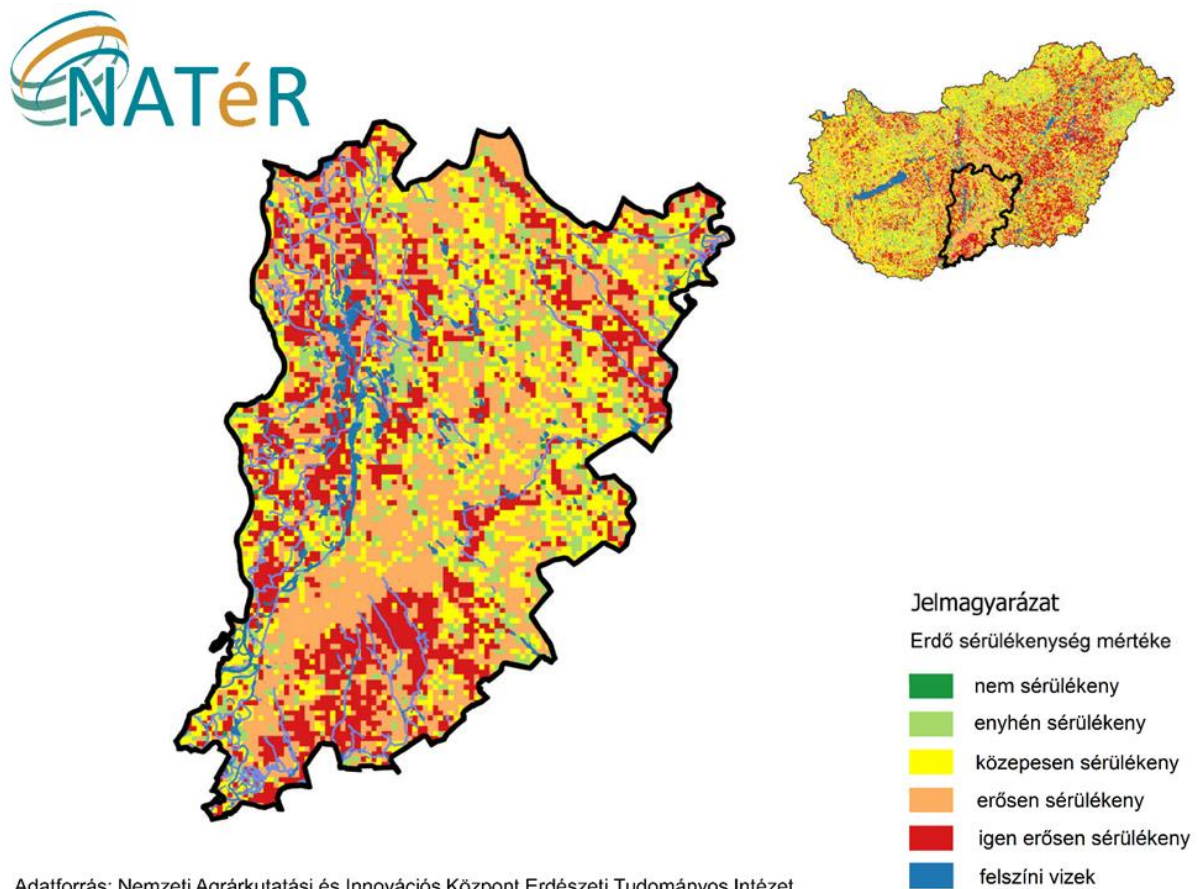 NATéR
Jelmagyarázat
Erdő sérülékenység mértéke
nem sérülékeny
enyhén sérülékeny
közepesen sérülékeny
erősen sérülékeny
igen erősen sérülékeny
felszíni vizek
Adatforrás: Nemzeti Agrárkutatási és Innovációs Központ Erdészeti Tudományos Intézet